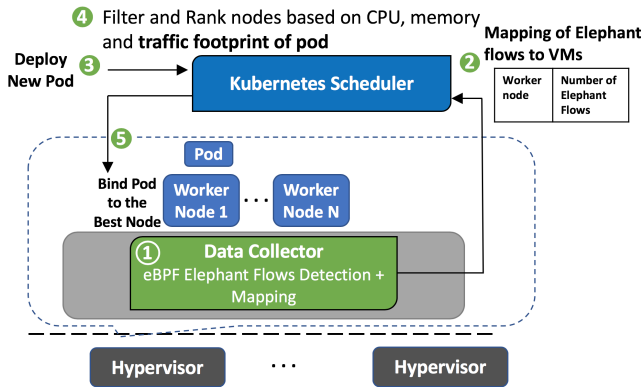 ④ Filter and Rank nodes based on CPU, memory
and traffic footprint of pod
Deploy
New Pod
③
Kubernetes Scheduler
② Mapping of Elephant
flows to VMs
Worker
node
Number of
Elephant
Flows
⑤
Bind Pod
to the
Best Node
Pod
Worker
Node 1
...
Worker
Node N
① Data Collector
eBPF Elephant Flows Detection +
Mapping
Hypervisor
...
Hypervisor